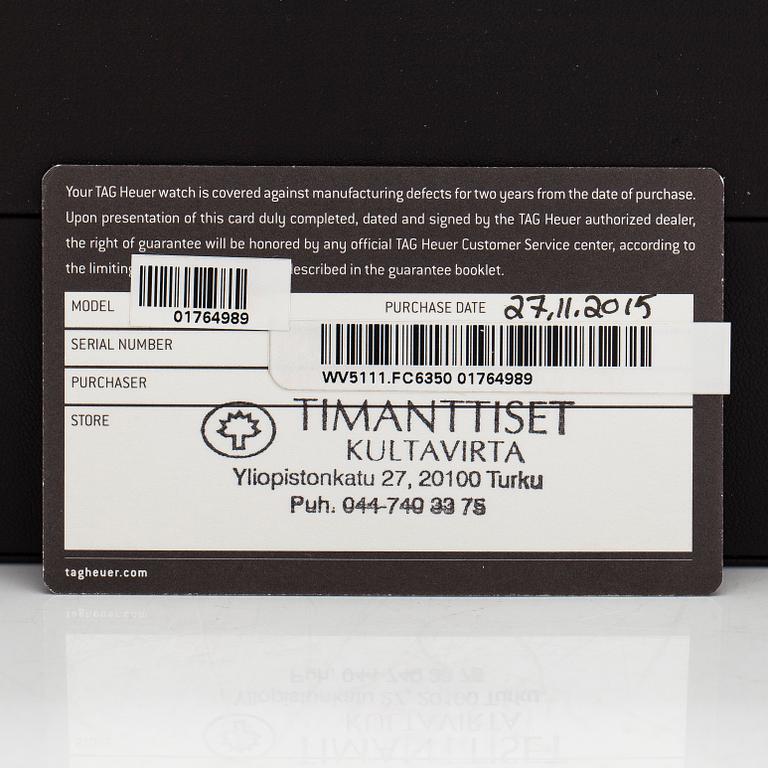 Your TAG Heuer watch is covered against manufacturing defects for two years from the date of purchase.
Upon presentation of this card duly completed, dated and signed by the TAG Heuer authorized dealer,
the right of guarantee will be honored by any official TAG Heuer Customer Service center, according to
the limiting described in the guarantee booklet.
MODEL 01764989 PURCHASE DATE 27.11.2015
SERIAL NUMBER
WV5111.FC6350 01764989
PURCHASER
STORE
TIMANTTISET
KULTAVIRTA
Yliopistonkatu 27, 20100 Turku
Puh. 044-740 33 75
tagheuer.com